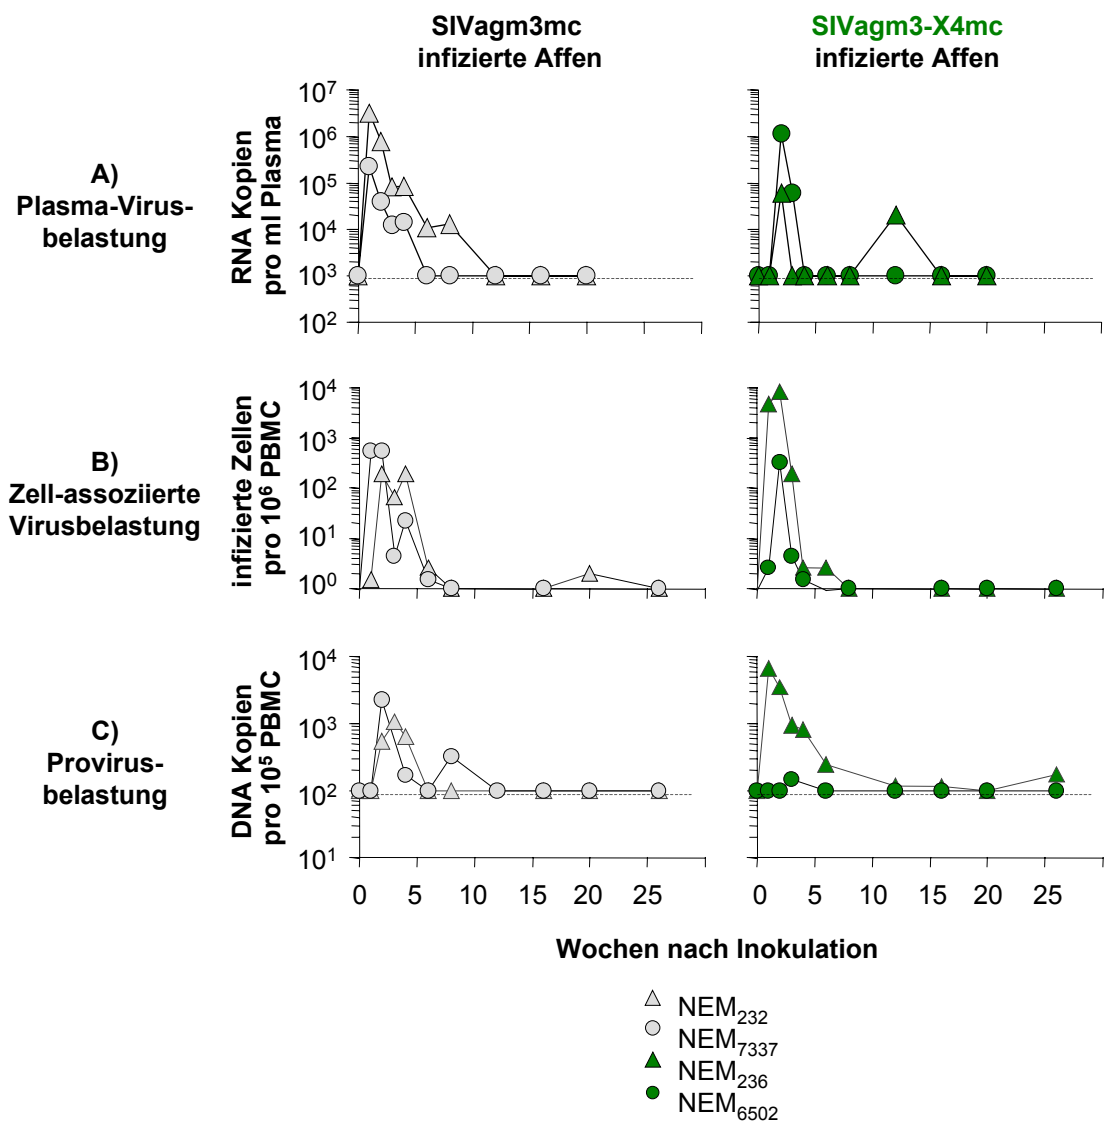 SIVagm3mc
infizierte Affen
SIVagm3-X4mc
infizierte Affen
A)
Plasma-Virus-
belastung
RNA Kopien
pro ml Plasma
10⁷
10⁶
10⁵
10⁴
10³
10²
B)
Zell-assoziierte
Virusbelastung
infizierte Zellen
pro 10⁶ PBMC
10⁴
10³
10²
10¹
10⁰
C)
Provirus-
belastung
DNA Kopien
pro 10⁵ PBMC
10⁴
10³
10²
10¹
0 5 10 15 20 25
0 5 10 15 20 25
Wochen nach Inokulation
NEM₂₃₂
NEM₇₃₃₇
NEM₂₃₆
NEM₆₅₀₂